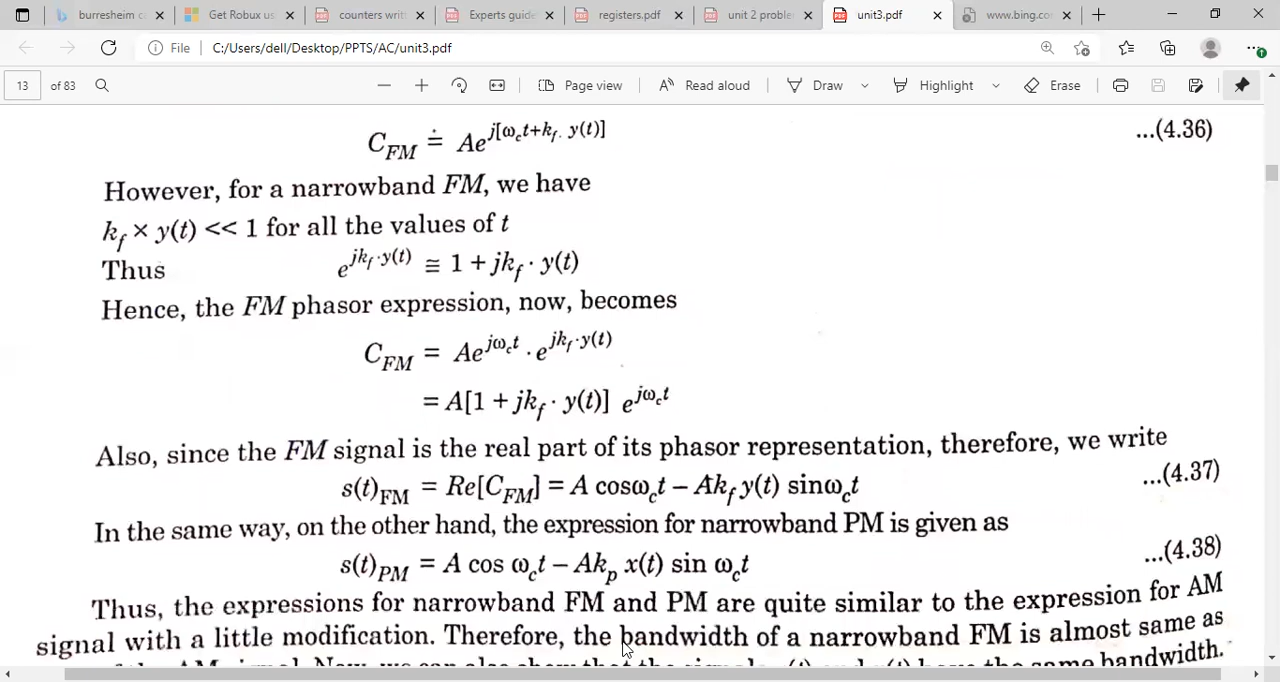 burresheim c
Get Robux us
counters writ
Experts guide
registers.pdf
unit 2 proble
unit3.pdf
www.bing.co
File | C:/Users/dell/Desktop/PPTS/AC/unit3.pdf
13 of 83
Page view
Read aloud
Draw
Highlight
Erase
C_FM ≐ Ae^{j[ω_c t+k_f. y(t)]} ...(4.36)
However, for a narrowband FM, we have
k_f × y(t) << 1 for all the values of t
Thus e^{jk_f·y(t)} ≅ 1 + jk_f · y(t)
Hence, the FM phasor expression, now, becomes
C_FM = Ae^{jω_c t} . e^{jk_f·y(t)}
= A[1 + jk_f · y(t)] e^{jω_c t}
Also, since the FM signal is the real part of its phasor representation, therefore, we write
s(t)_FM = Re[C_FM] = A cosω_c t – Ak_f y(t) sinω_c t ...(4.37)
In the same way, on the other hand, the expression for narrowband PM is given as
s(t)_PM = A cos ω_c t – Ak_p x(t) sin ω_c t ...(4.38)
Thus, the expressions for narrowband FM and PM are quite similar to the expression for AM
signal with a little modification. Therefore, the bandwidth of a narrowband FM is almost same as
bandwidth.